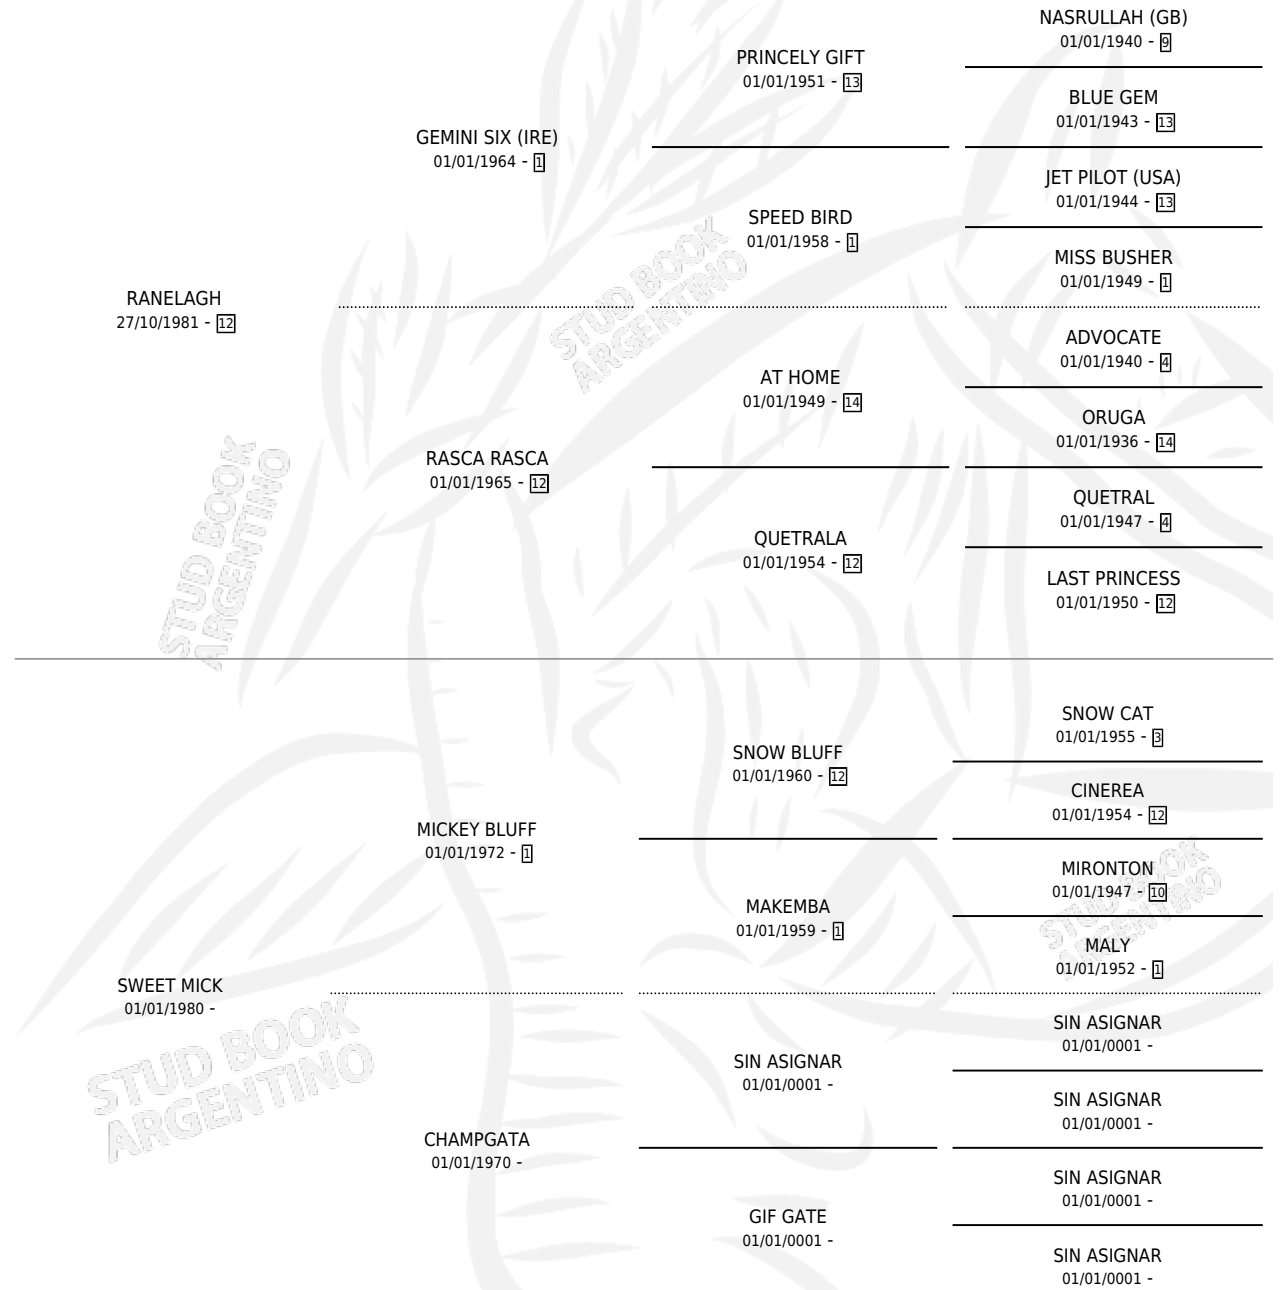 NASRULLAH (GB)
01/01/1940 - 9
PRINCELY GIFT
01/01/1951 - 13
BLUE GEM
01/01/1943 - 13
GEMINI SIX (IRE)
01/01/1964 - 1
JET PILOT (USA)
01/01/1944 - 13
SPEED BIRD
01/01/1958 - 1
MISS BUSHER
01/01/1949 - 1
RANELAGH
27/10/1981 - 12
ADVOCATE
01/01/1940 - 4
AT HOME
01/01/1949 - 14
ORUGA
01/01/1936 - 14
RASCA RASCA
01/01/1965 - 12
QUETRAL
01/01/1947 - 4
QUETRALA
01/01/1954 - 12
LAST PRINCESS
01/01/1950 - 12
SNOW CAT
01/01/1955 - 3
SNOW BLUFF
01/01/1960 - 12
CINEREA
01/01/1954 - 12
MICKEY BLUFF
01/01/1972 - 1
MIRONTON
01/01/1947 - 10
MAKEMBA
01/01/1959 - 1
MALY
01/01/1952 - 1
SWEET MICK
01/01/1980 -
SIN ASIGNAR
01/01/0001 -
SIN ASIGNAR
01/01/0001 -
SIN ASIGNAR
01/01/0001 -
CHAMPGATA
01/01/1970 -
SIN ASIGNAR
01/01/0001 -
GIF GATE
01/01/0001 -
SIN ASIGNAR
01/01/0001 -
STUD BOOK
ARGENTINO
STUD BOOK
ARGENTINO
STUD BOOK
ARGENTINO
STUD BOOK
ARGENTINO